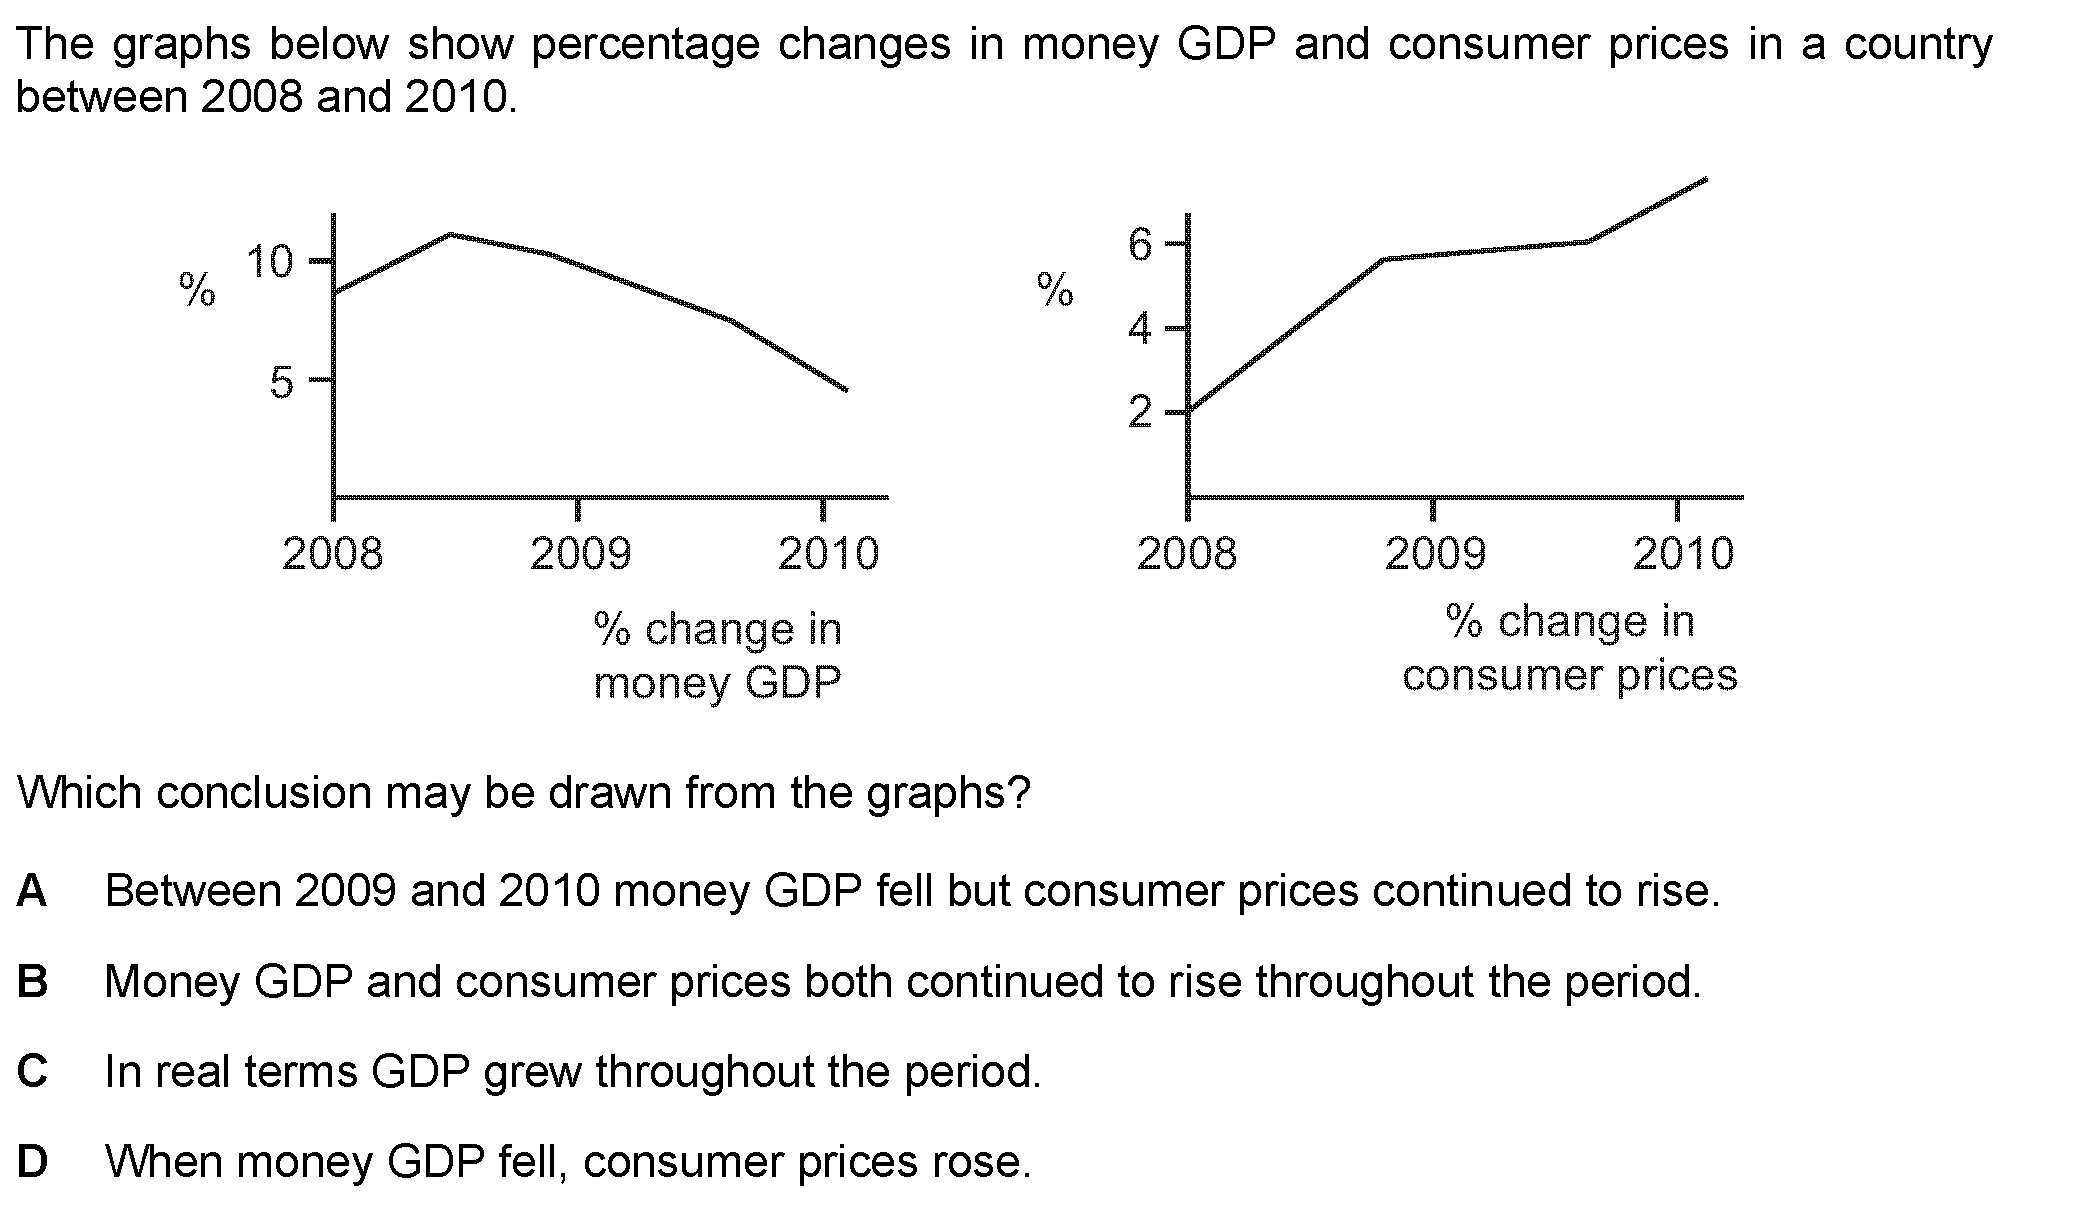 The graphs below show percentage changes in money GDP and consumer prices in a country
between 2008 and 2010.
%
10
5
2008 2009 2010
% change in
money GDP
%
6
4
2
2008 2009 2010
% change in
consumer prices
Which conclusion may be drawn from the graphs?
A Between 2009 and 2010 money GDP fell but consumer prices continued to rise.
B Money GDP and consumer prices both continued to rise throughout the period.
C In real terms GDP grew throughout the period.
D When money GDP fell, consumer prices rose.